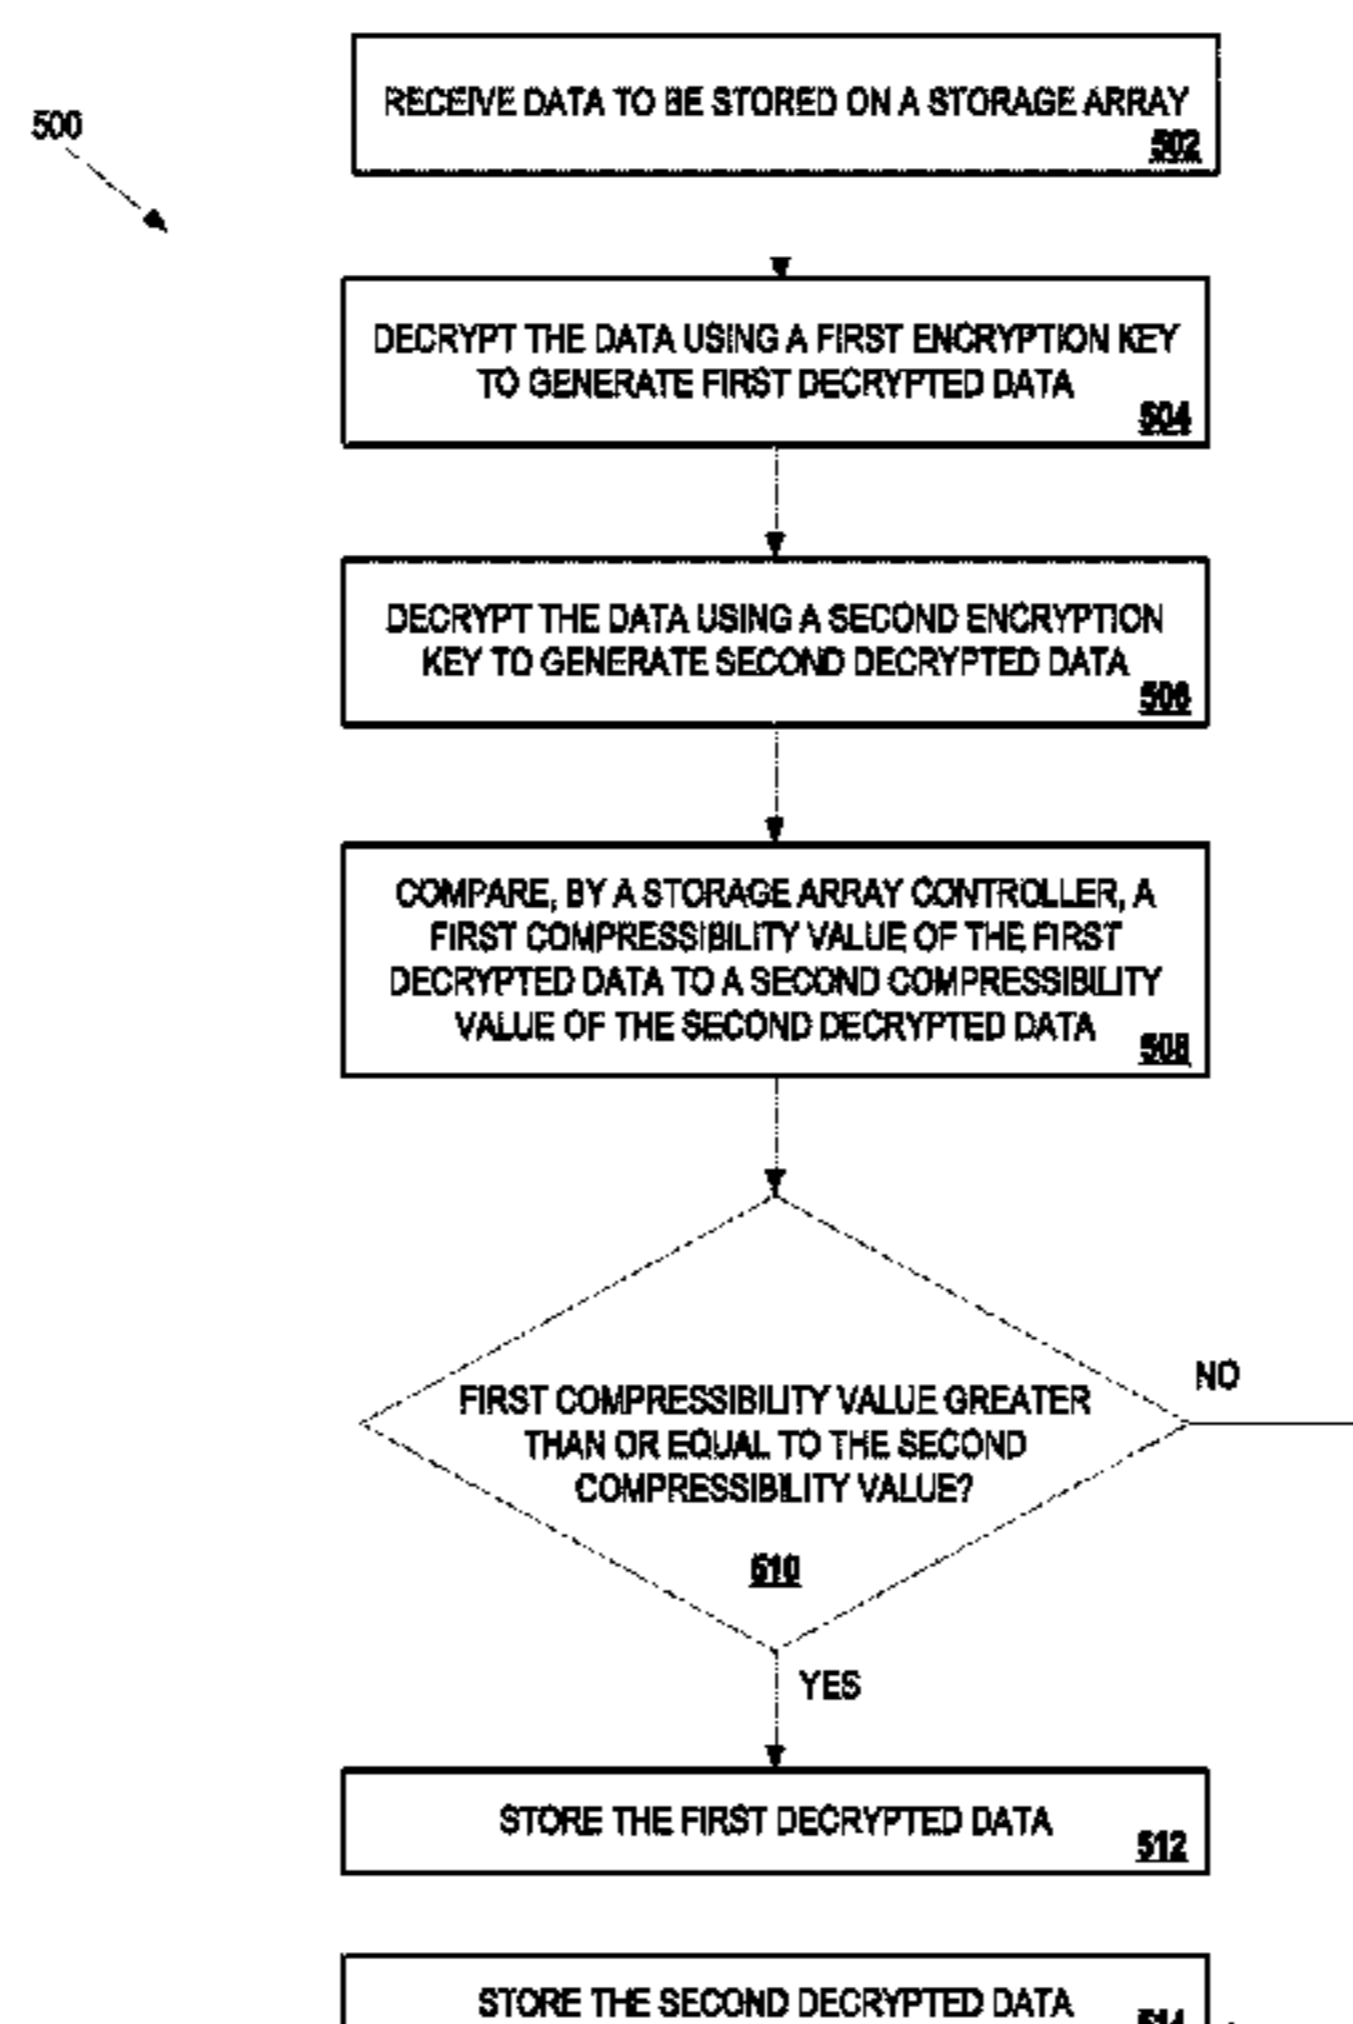 RECEIVE DATA TO BE STORED ON A STORAGE ARRAY
502
500
DECRYPT THE DATA USING A FIRST ENCRYPTION KEY
TO GENERATE FIRST DECRYPTED DATA
504
DECRYPT THE DATA USING A SECOND ENCRYPTION
KEY TO GENERATE SECOND DECRYPTED DATA
506
COMPARE, BY A STORAGE ARRAY CONTROLLER, A
FIRST COMPRESSIBILITY VALUE OF THE FIRST
DECRYPTED DATA TO A SECOND COMPRESSIBILITY
VALUE OF THE SECOND DECRYPTED DATA
508
NO
FIRST COMPRESSIBILITY VALUE GREATER
THAN OR EQUAL TO THE SECOND
COMPRESSIBILITY VALUE?
510
YES
STORE THE FIRST DECRYPTED DATA
512
STORE THE SECOND DECRYPTED DATA